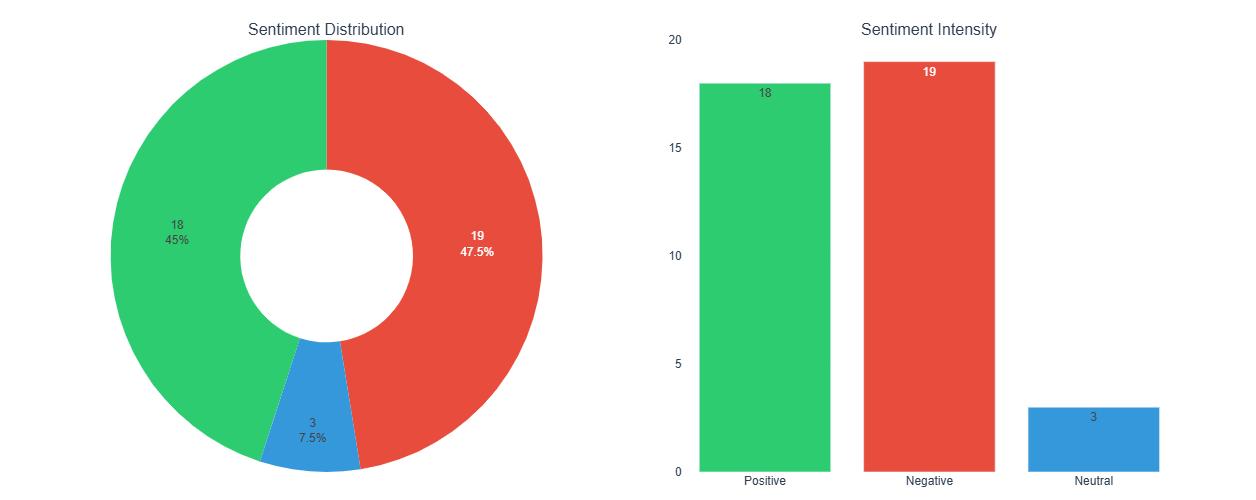 Sentiment Distribution
18
45%
19
47.5%
3
7.5%
Sentiment Intensity
20
15
10
5
0
18
19
3
Positive
Negative
Neutral